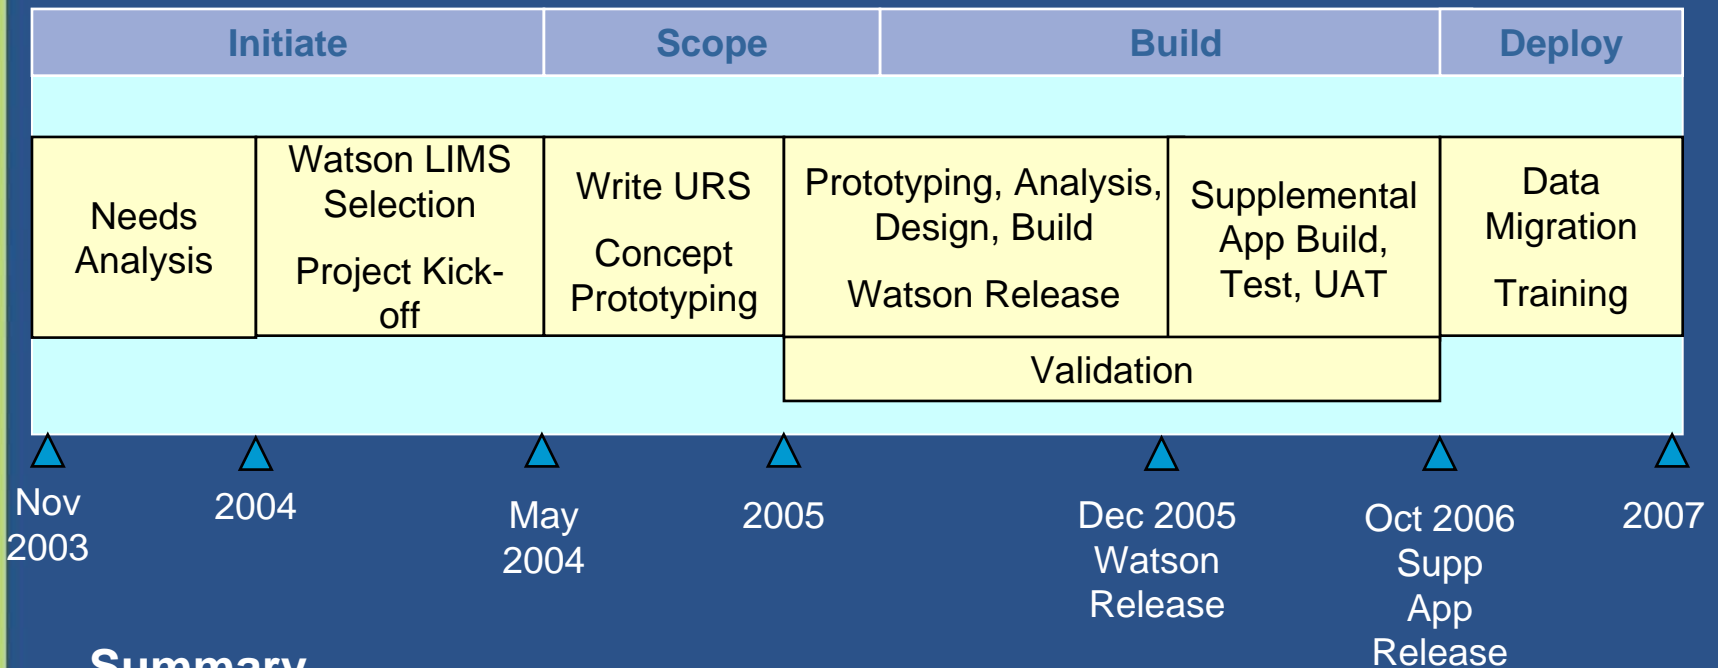 Initiate
Scope
Build
Deploy
Needs
Analysis
Watson LIMS
Selection
Project Kick-
off
Write URS
Concept
Prototyping
Prototyping, Analysis,
Design, Build
Watson Release
Supplemental
App Build,
Test, UAT
Data
Migration
Training
Validation
Nov
2003
2004
May
2004
2005
Dec 2005
Watson
Release
Oct 2006
Supp
App
Release
2007
Summary